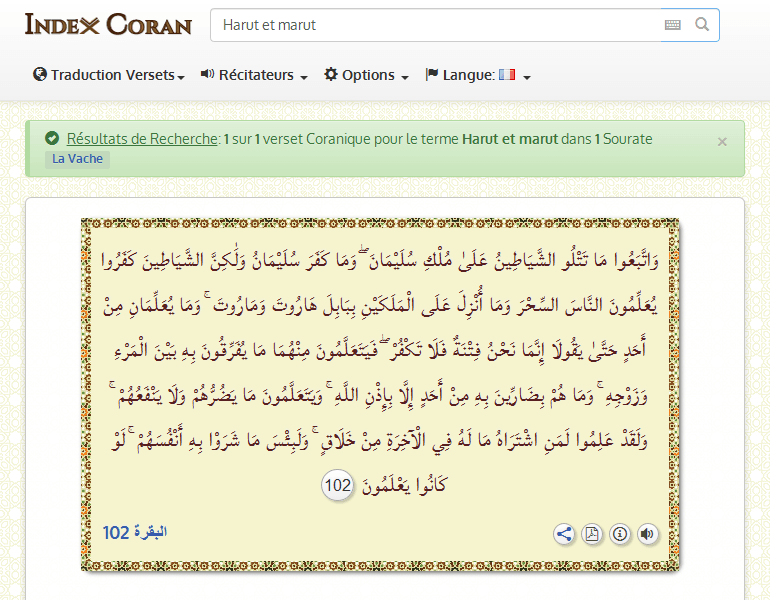 Index Coran
Harut et marut
Traduction Versets Récitateurs Options Langue:
Résultats de Recherche: 1 sur 1 verset Coranique pour le terme Harut et marut dans 1 Sourate ×
La Vache
وَاتَّبَعُوا مَا تَتْلُو الشَّيَاطِينُ عَلَىٰ مُلْكِ سُلَيْمَانَ ۖ وَمَا كَفَرَ سُلَيْمَانُ وَلَٰكِنَّ الشَّيَاطِينَ كَفَرُوا
يُعَلِّمُونَ النَّاسَ السِّحْرَ وَمَا أُنْزِلَ عَلَى الْمَلَكَيْنِ بِبَابِلَ هَارُوتَ وَمَارُوتَ ۚ وَمَا يُعَلِّمَانِ مِنْ
أَحَدٍ حَتَّىٰ يَقُولَا إِنَّمَا نَحْنُ فِتْنَةٌ فَلَا تَكْفُرْ ۖ فَيَتَعَلَّمُونَ مِنْهُمَا مَا يُفَرِّقُونَ بِهِ بَيْنَ الْمَرْءِ
وَزَوْجِهِ ۚ وَمَا هُمْ بِضَارِّينَ بِهِ مِنْ أَحَدٍ إِلَّا بِإِذْنِ اللَّهِ ۚ وَيَتَعَلَّمُونَ مَا يَضُرُّهُمْ وَلَا يَنْفَعُهُمْ ۚ
وَلَقَدْ عَلِمُوا لَمَنِ اشْتَرَاهُ مَا لَهُ فِي الْآخِرَةِ مِنْ خَلَاقٍ ۚ وَلَبِئْسَ مَا شَرَوْا بِهِ أَنْفُسَهُمْ ۚ لَوْ
كَانُوا يَعْلَمُونَ 102
البقرة 102